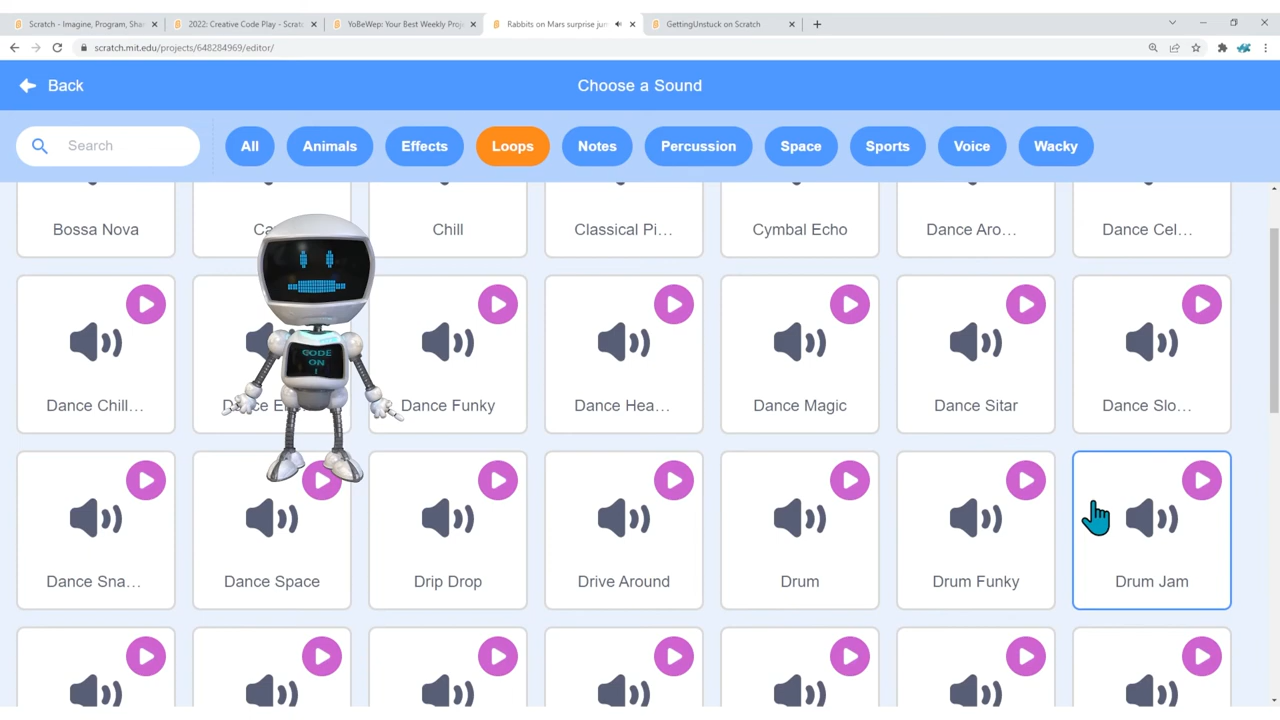 Scratch - Imagine, Program, Shar
2022: Creative Code Play - Scratc
YoBeWep: Your Best Weekly Proje
Rabbits on Mars surprise jum
GettingUnstuck on Scratch
scratch.mit.edu/projects/648284969/editor/
Back
Choose a Sound
Search
All
Animals
Effects
Loops
Notes
Percussion
Space
Sports
Voice
Wacky
Bossa Nova
Chill
Classical Pi…
Cymbal Echo
Dance Aro…
Dance Cel…
CODE
ON
!
Dance Chill…
Dance Funky
Dance Hea…
Dance Magic
Dance Sitar
Dance Slo…
Dance Sna…
Dance Space
Drip Drop
Drive Around
Drum
Drum Funky
Drum Jam